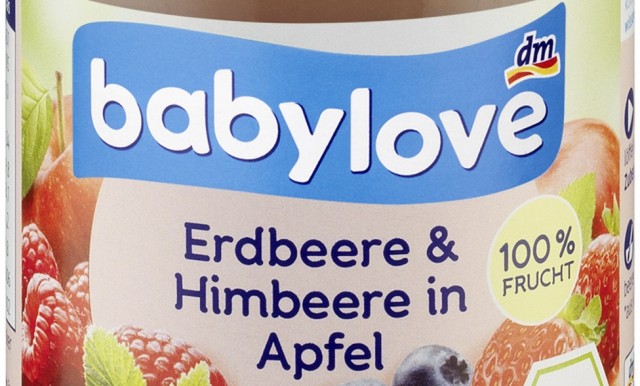 dm
babylove
Erdbeere &
Himbeere in
Apfel
100 %
FRUCHT